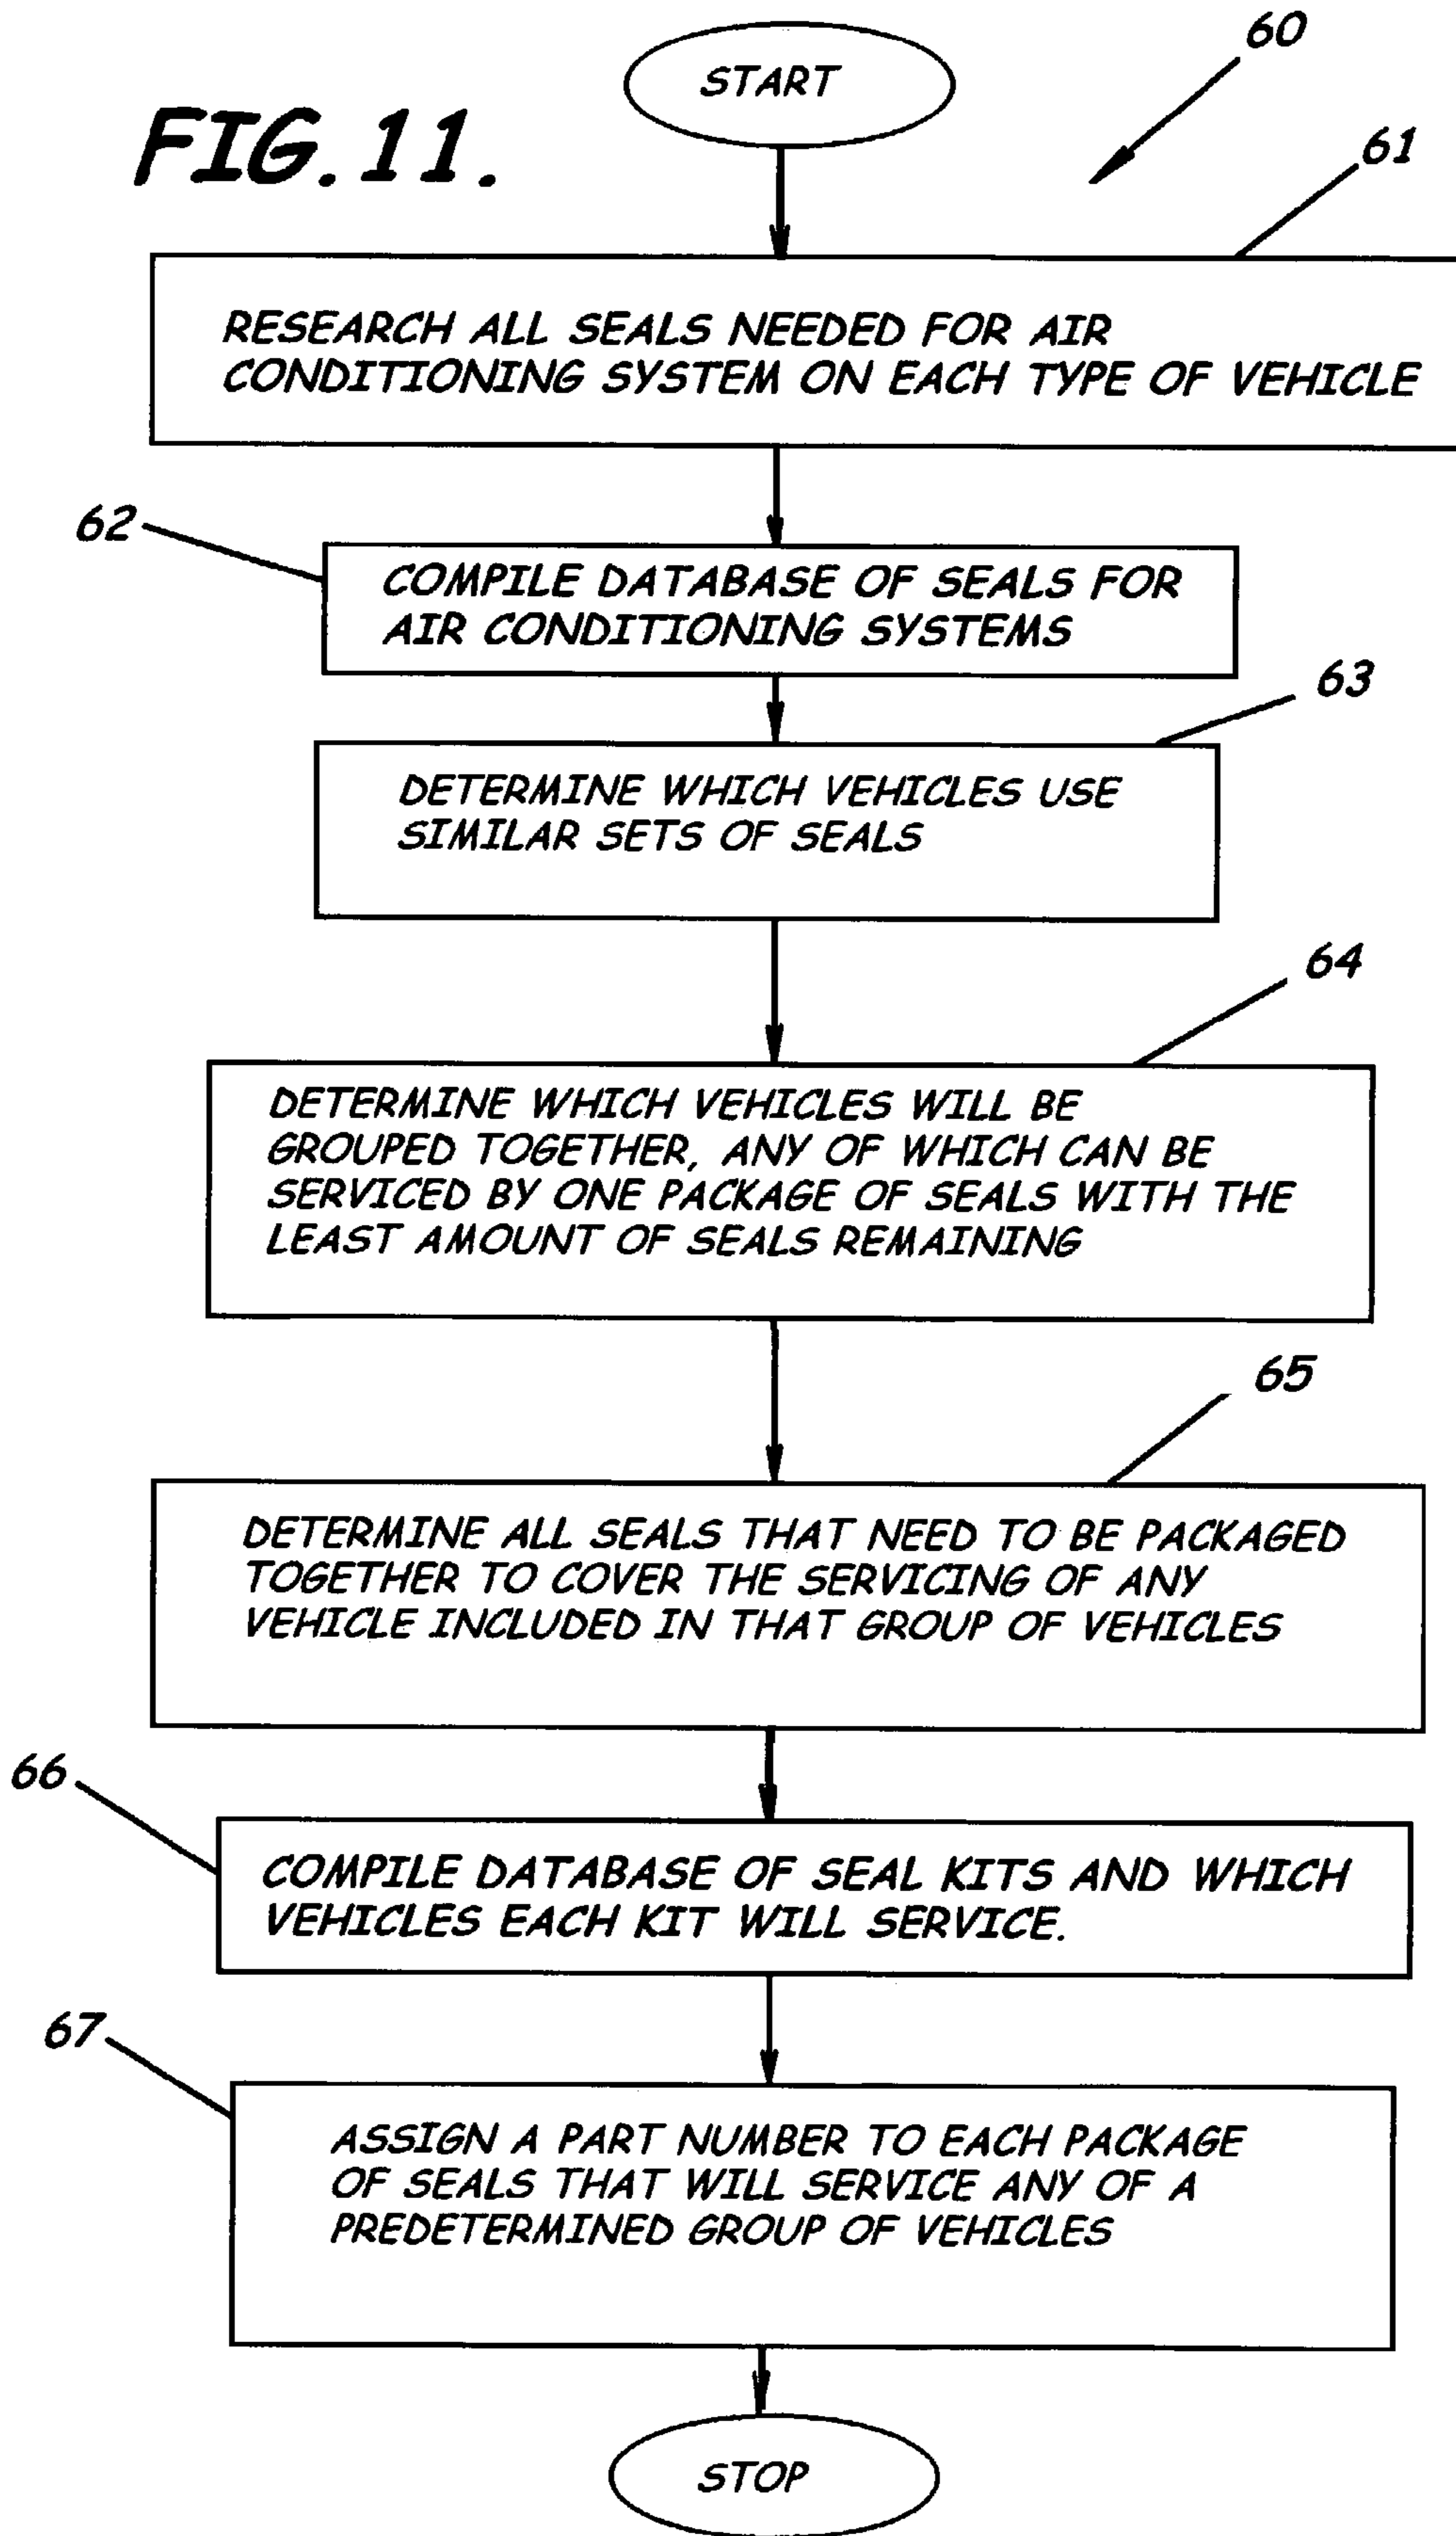 START
60
FIG. 11.
61
RESEARCH ALL SEALS NEEDED FOR AIR
CONDITIONING SYSTEM ON EACH TYPE OF VEHICLE
62
COMPILE DATABASE OF SEALS FOR
AIR CONDITIONING SYSTEMS
63
DETERMINE WHICH VEHICLES USE
SIMILAR SETS OF SEALS
64
DETERMINE WHICH VEHICLES WILL BE
GROUPED TOGETHER, ANY OF WHICH CAN BE
SERVICED BY ONE PACKAGE OF SEALS WITH THE
LEAST AMOUNT OF SEALS REMAINING
65
DETERMINE ALL SEALS THAT NEED TO BE PACKAGED
TOGETHER TO COVER THE SERVICING OF ANY
VEHICLE INCLUDED IN THAT GROUP OF VEHICLES
66
COMPILE DATABASE OF SEAL KITS AND WHICH
VEHICLES EACH KIT WILL SERVICE.
67
ASSIGN A PART NUMBER TO EACH PACKAGE
OF SEALS THAT WILL SERVICE ANY OF A
PREDETERMINED GROUP OF VEHICLES
STOP